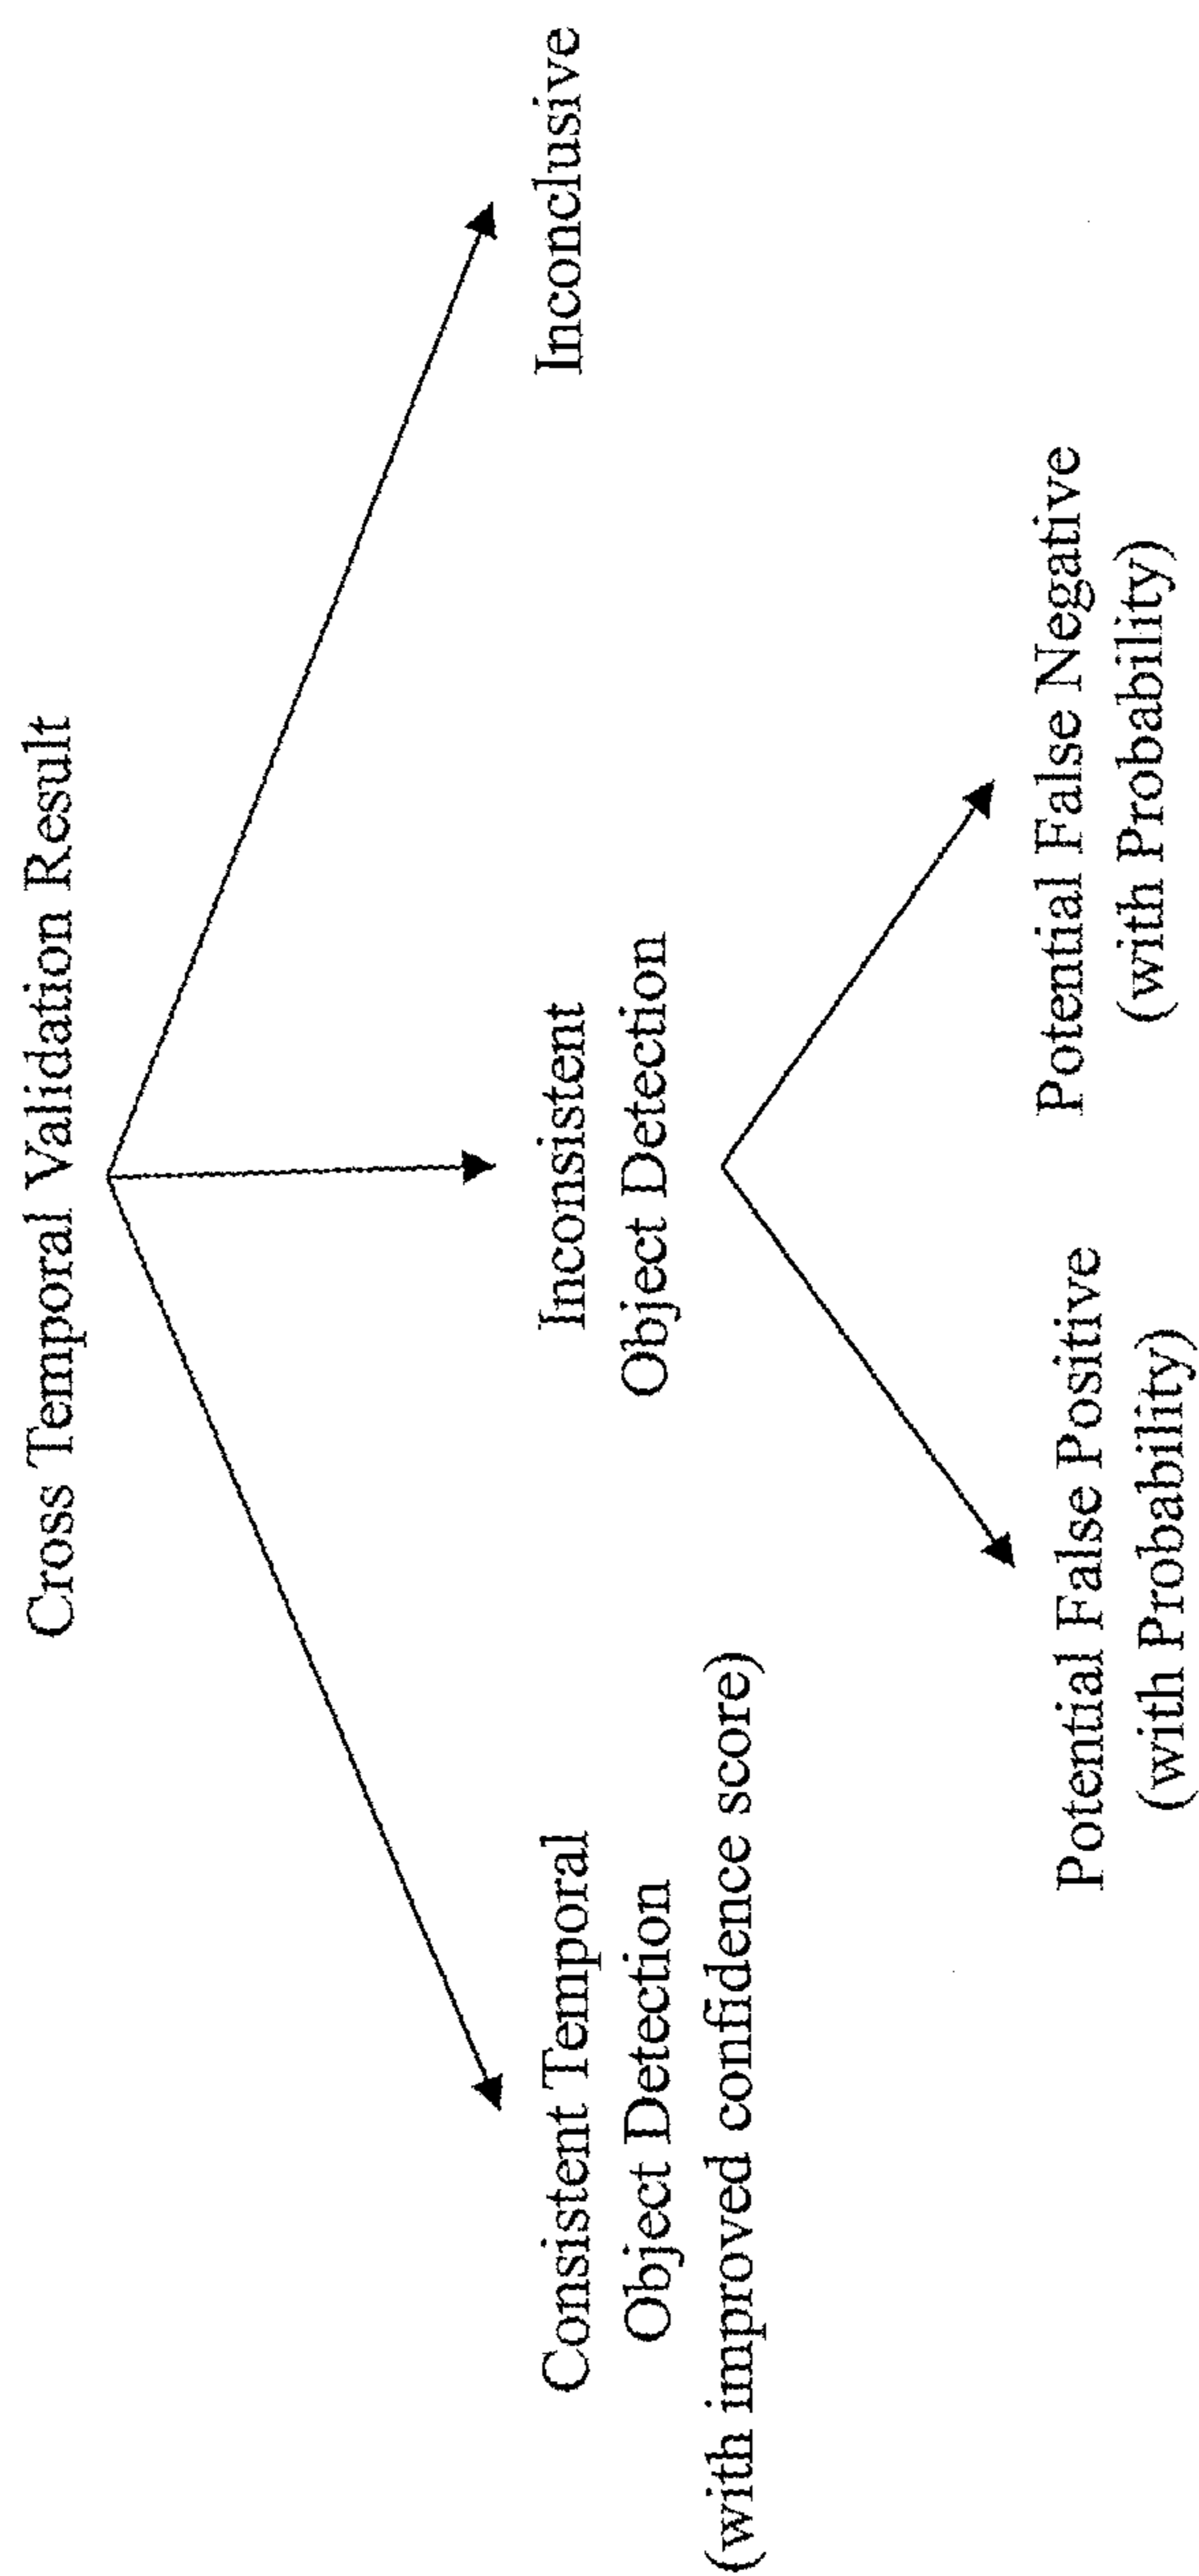 Cross Temporal Validation Result
Consistent Temporal
Object Detection
(with improved confidence score)
Inconsistent
Object Detection
Inconclusive
Potential False Positive
(with Probability)
Potential False Negative
(with Probability)